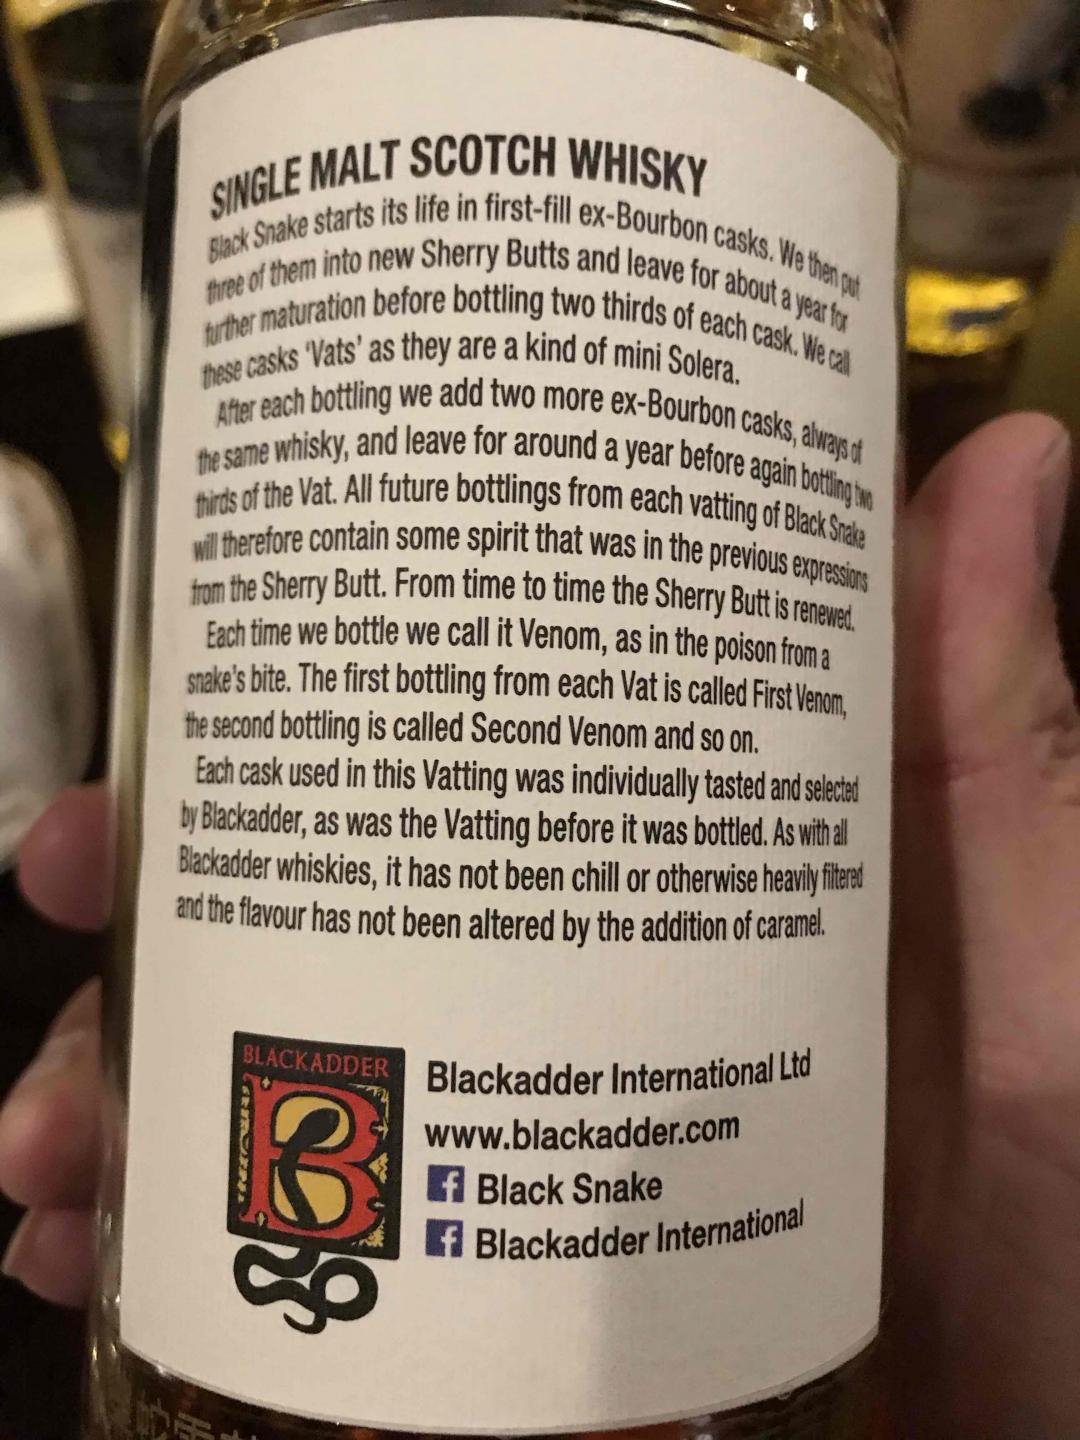 SINGLE MALT SCOTCH WHISKY
Black Snake starts its life in first-fill ex-Bourbon casks. We then put
three of them into new Sherry Butts and leave for about a year for
further maturation before bottling two thirds of each cask. We call
these casks 'Vats' as they are a kind of mini Solera.
After each bottling we add two more ex-Bourbon casks, always of
the same whisky, and leave for around a year before again bottling two
thirds of the Vat. All future bottlings from each vatting of Black Snake
will therefore contain some spirit that was in the previous expressions
from the Sherry Butt. From time to time the Sherry Butt is renewed.
Each time we bottle we call it Venom, as in the poison from a
snake's bite. The first bottling from each Vat is called First Venom,
the second bottling is called Second Venom and so on.
Each cask used in this Vatting was individually tasted and selected
by Blackadder, as was the Vatting before it was bottled. As with all
Blackadder whiskies, it has not been chill or otherwise heavily filtered
and the flavour has not been altered by the addition of caramel.
BLACKADDER
B
Blackadder International Ltd
www.blackadder.com
f Black Snake
f Blackadder International